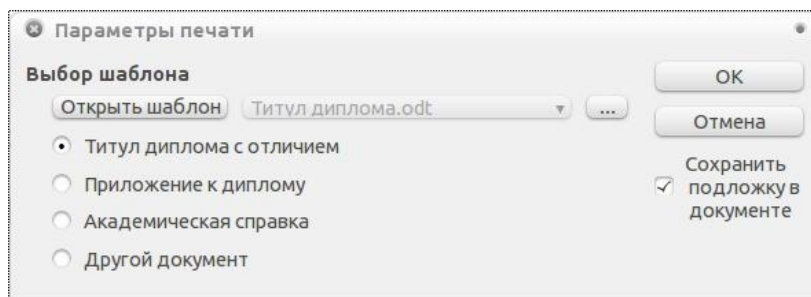 Параметры печати
Выбор шаблона
Открыть шаблон Титул диплома.odt ...
Титул диплома с отличием
Приложение к диплому
Академическая справка
Другой документ
OK
Отмена
Сохранить
подложку в
документе